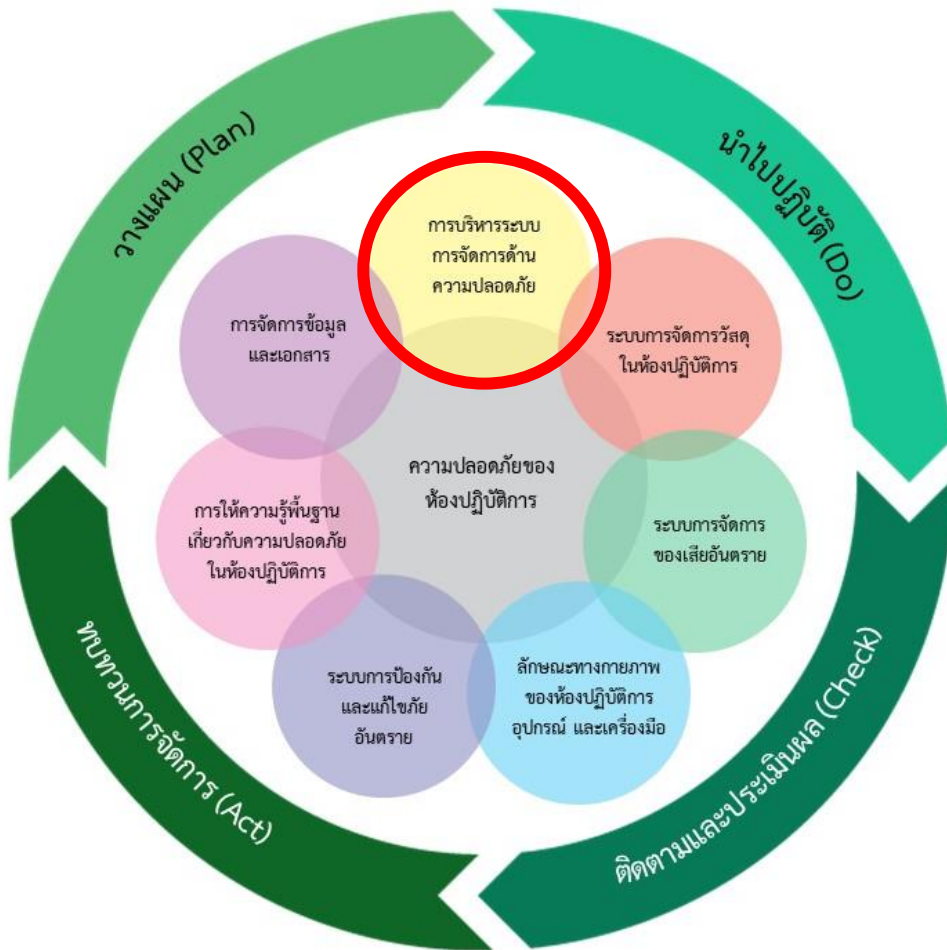 วางแผน (Plan)
นำไปปฏิบัติ (Do)
ติดตามและประเมินผล (Check)
ทบทวนการจัดการ (Act)
การบริหารระบบ
การจัดการด้าน
ความปลอดภัย
ระบบการจัดการวัสดุ
ในห้องปฏิบัติการ
ระบบการจัดการ
ของเสียอันตราย
ลักษณะทางกายภาพ
ของห้องปฏิบัติการ
อุปกรณ์ และเครื่องมือ
ระบบการป้องกัน
และแก้ไขภัย
อันตราย
การให้ความรู้พื้นฐาน
เกี่ยวกับความปลอดภัย
ในห้องปฏิบัติการ
การจัดการข้อมูล
และเอกสาร
ความปลอดภัยของ
ห้องปฏิบัติการ